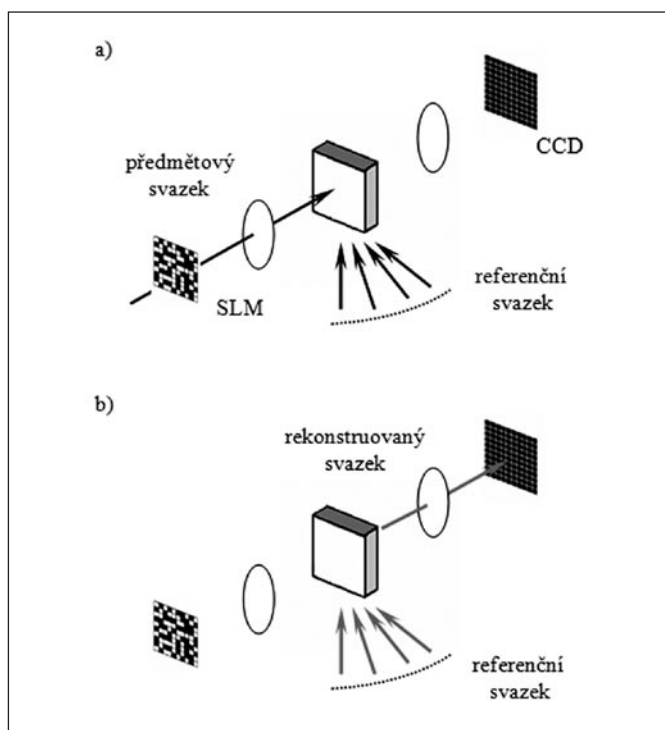 a)
CCD
předmětový
svazek
SLM
referenční
svazek
b)
rekonstruovaný
svazek
referenční
svazek